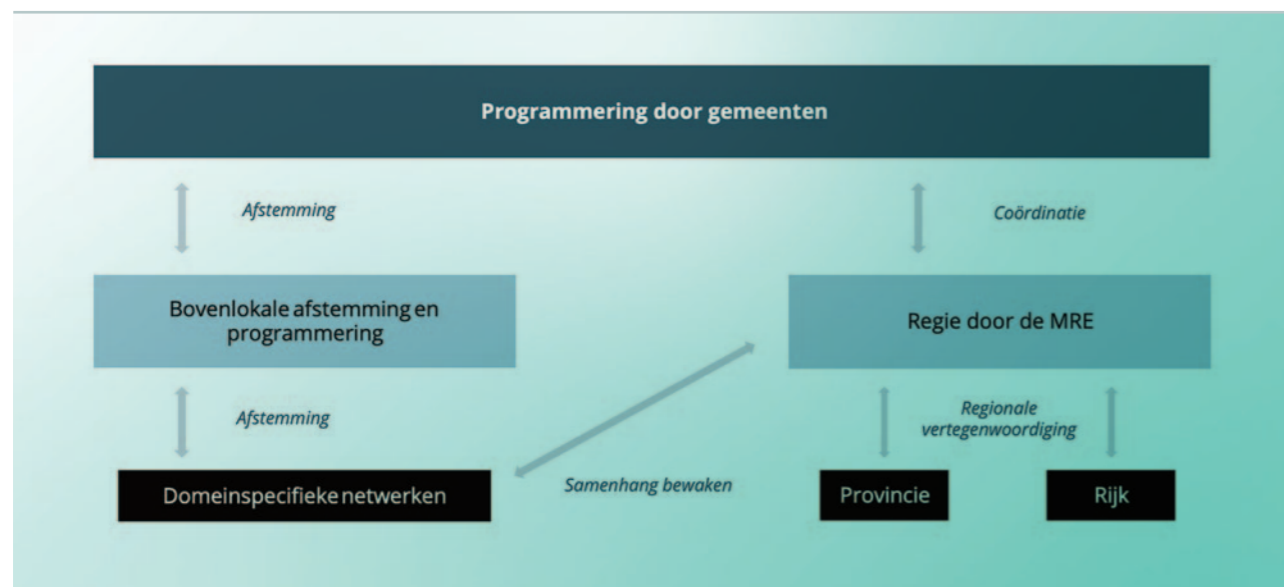 Programmering door gemeenten
Afstemming
Coördinatie
Bovenlokale afstemming en
programmering
Regie door de MRE
Afstemming
Regionale
vertegenwoordiging
Samenhang bewaken
Domeinspecifieke netwerken
Provincie
Rijk